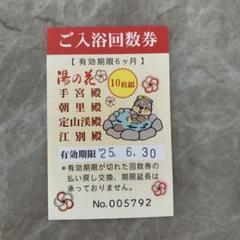 ご入浴回数券
【有効期限6ヶ月】
湯の花 10枚綴
手宮殿
朝里殿
定山渓殿
江別殿
有効期限 '25. 6. 30
*有効期限が切れた回数券の
払い戻し交換、期限延長は
承っておりません。
No.005792